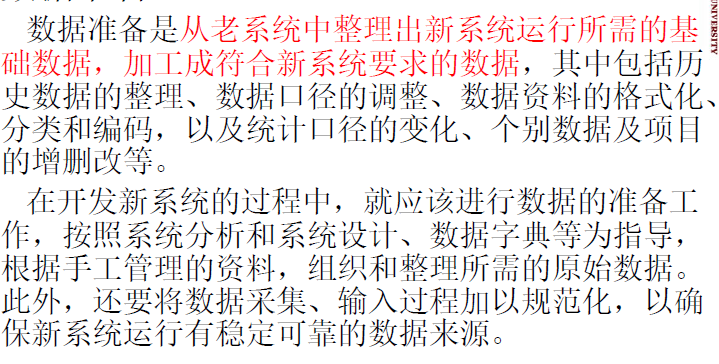 数据准备是从老系统中整理出新系统运行所需的基
础数据，加工成符合新系统要求的数据，其中包括历
史数据的整理、数据口径的调整、数据资料的格式化、
分类和编码，以及统计口径的变化、个别数据及项目
的增删改等。
在开发新系统的过程中，就应该进行数据的准备工
作，按照系统分析和系统设计、数据字典等为指导，
根据手工管理的资料，组织和整理所需的原始数据。
此外，还要将数据采集、输入过程加以规范化，以确
保新系统运行有稳定可靠的数据来源。
UNIVERSITY